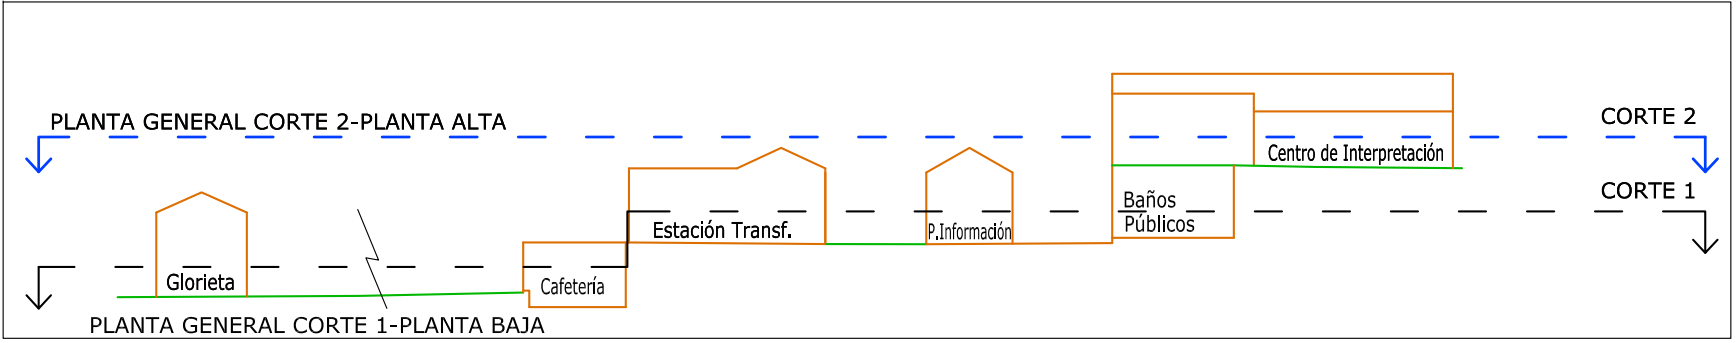 PLANTA GENERAL CORTE 2-PLANTA ALTA
CORTE 2
Centro de Interpretación
CORTE 1
Baños
Públicos
Estación Transf.
P.Información
Glorieta
Cafetería
PLANTA GENERAL CORTE 1-PLANTA BAJA